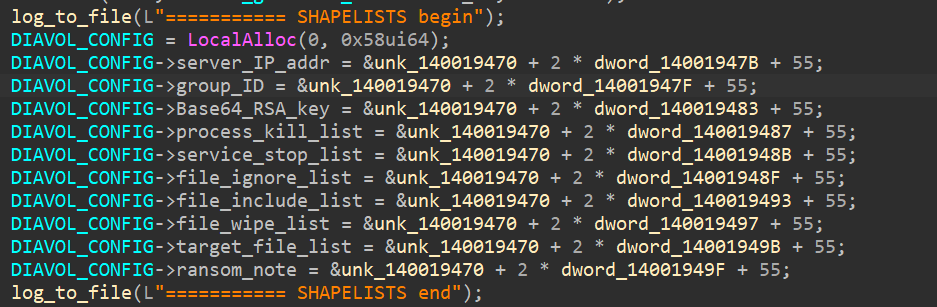 log_to_file(L"=========== SHAPELISTS begin");
DIAVOL_CONFIG = LocalAlloc(0, 0x58ui64);
DIAVOL_CONFIG->server_IP_addr = &unk_140019470 + 2 * dword_14001947B + 55;
DIAVOL_CONFIG->group_ID = &unk_140019470 + 2 * dword_14001947F + 55;
DIAVOL_CONFIG->Base64_RSA_key = &unk_140019470 + 2 * dword_140019483 + 55;
DIAVOL_CONFIG->process_kill_list = &unk_140019470 + 2 * dword_140019487 + 55;
DIAVOL_CONFIG->service_stop_list = &unk_140019470 + 2 * dword_14001948B + 55;
DIAVOL_CONFIG->file_ignore_list = &unk_140019470 + 2 * dword_14001948F + 55;
DIAVOL_CONFIG->file_include_list = &unk_140019470 + 2 * dword_140019493 + 55;
DIAVOL_CONFIG->file_wipe_list = &unk_140019470 + 2 * dword_140019497 + 55;
DIAVOL_CONFIG->target_file_list = &unk_140019470 + 2 * dword_14001949B + 55;
DIAVOL_CONFIG->ransom_note = &unk_140019470 + 2 * dword_14001949F + 55;
log_to_file(L"=========== SHAPELISTS end");